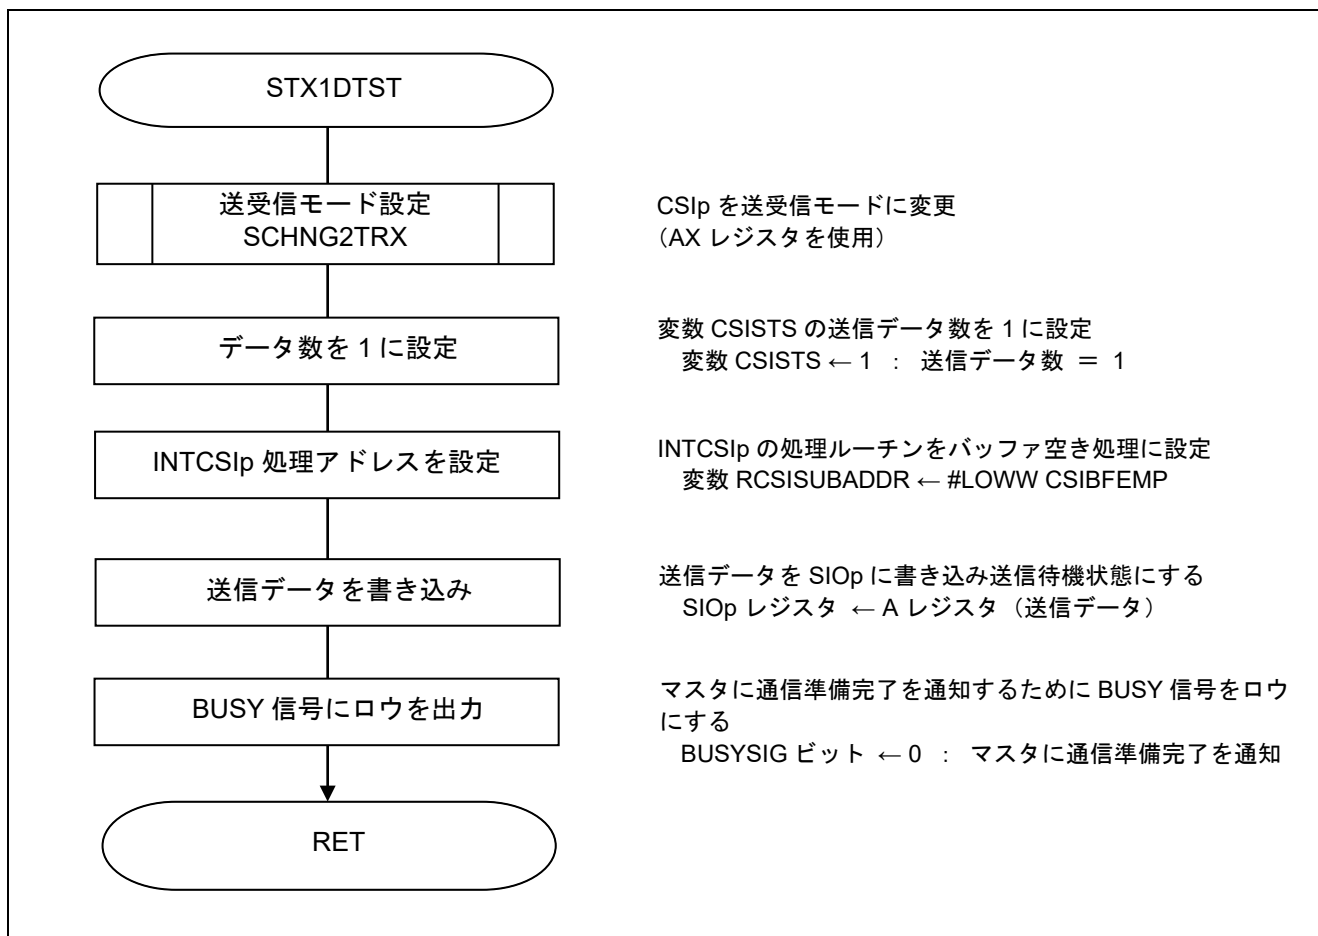 STX1DTST
送受信モード設定
SCHNG2TRX
CSIp を送受信モードに変更
（AX レジスタを使用）
データ数を 1 に設定
変数 CSISTS の送信データ数を 1 に設定
変数 CSISTS ← 1 ： 送信データ数 ＝ 1
INTCSIp 処理アドレスを設定
INTCSIp の処理ルーチンをバッファ空き処理に設定
変数 RCSISUBADDR ← #LOWW CSIBFEMP
送信データを書き込み
送信データを SIOp に書き込み送信待機状態にする
SIOp レジスタ ← A レジスタ（送信データ）
BUSY 信号にロウを出力
マスタに通信準備完了を通知するために BUSY 信号をロウ
にする
BUSYSIG ビット ← 0 ： マスタに通信準備完了を通知
RET